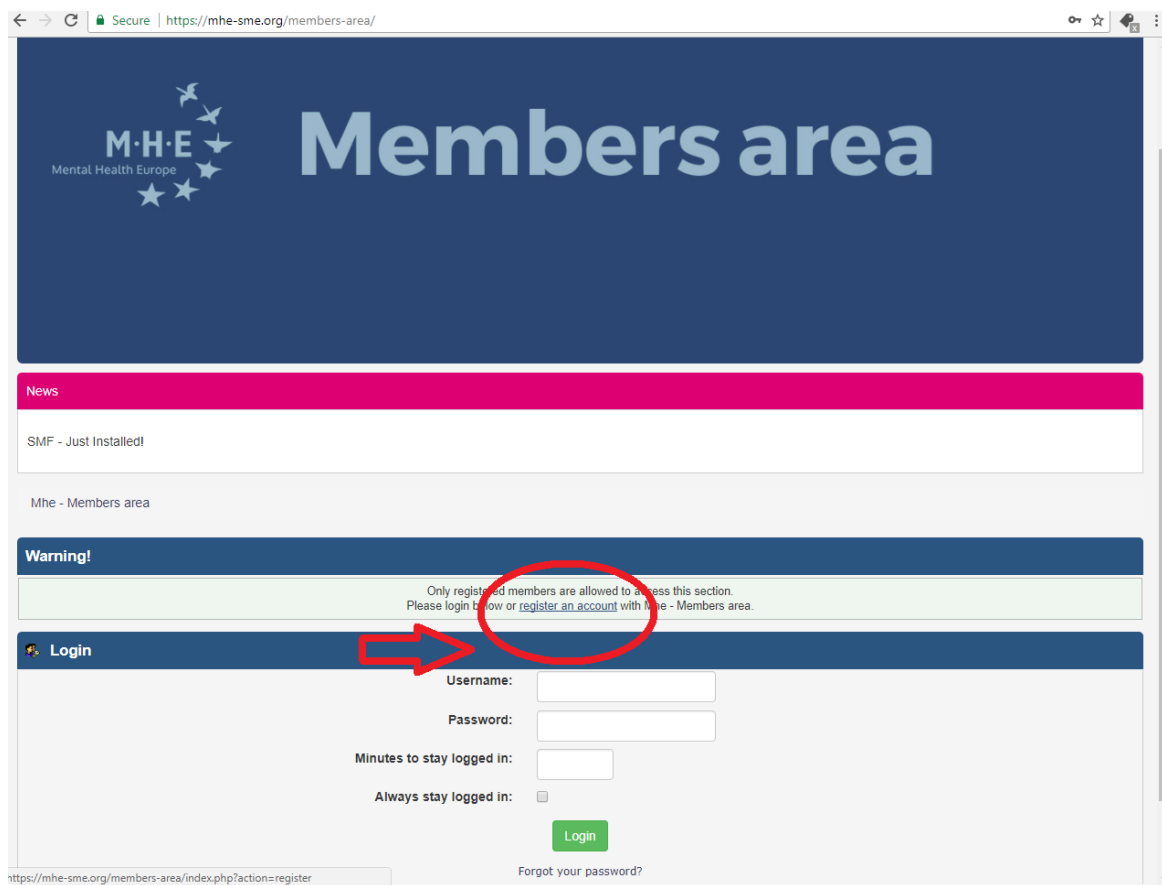 Secure https://mhe-sme.org/members-area/
M·H·E
Mental Health Europe
Members area
News
SMF - Just Installed!
Mhe - Members area
Warning!
Only registered members are allowed to access this section.
Please login below or register an account with Mhe - Members area.
Login
Username:
Password:
Minutes to stay logged in:
Always stay logged in:
Login
Forgot your password?
https://mhe-sme.org/members-area/index.php?action=register